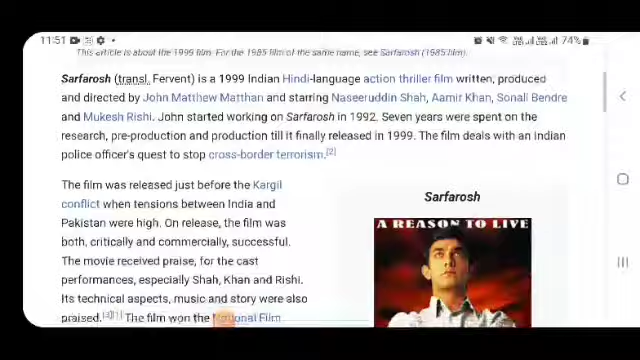 11:51
74%
This article is about the 1999 film. For the 1985 film of the same name, see Sarfarosh (1985 film).
Sarfarosh (transl. Fervent) is a 1999 Indian Hindi-language action thriller film written, produced
and directed by John Matthew Matthan and starring Naseeruddin Shah, Aamir Khan, Sonali Bendre
and Mukesh Rishi. John started working on Sarfarosh in 1992. Seven years were spent on the
research, pre-production and production till it finally released in 1999. The film deals with an Indian
police officer's quest to stop cross-border terrorism.[2]
The film was released just before the Kargil
conflict when tensions between India and
Pakistan were high. On release, the film was
both, critically and commercially, successful.
The movie received praise, for the cast
performances, especially Shah, Khan and Rishi.
Its technical aspects, music and story were also
praised.[3][1] The film won the National Film
Sarfarosh
A REASON TO LIVE